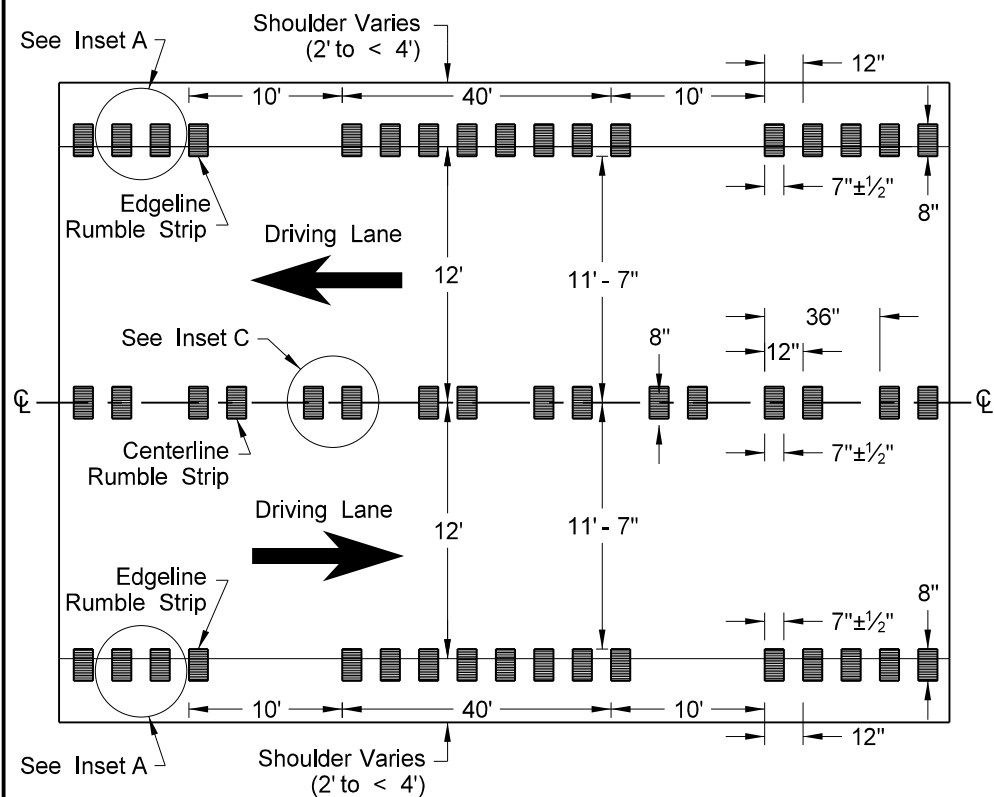 Shoulder Varies
(2' to < 4')
See Inset A
12"
10'
40'
10'
7"±½"
8"
Edgeline
Rumble Strip
Driving Lane
12'
11' - 7"
36"
See Inset C
8"
12"
℄
℄
Centerline
Rumble Strip
7"±½"
Driving Lane
12'
11' - 7"
Edgeline
Rumble Strip
8"
7"±½"
10'
40'
10'
12"
See Inset A
Shoulder Varies
(2' to < 4')